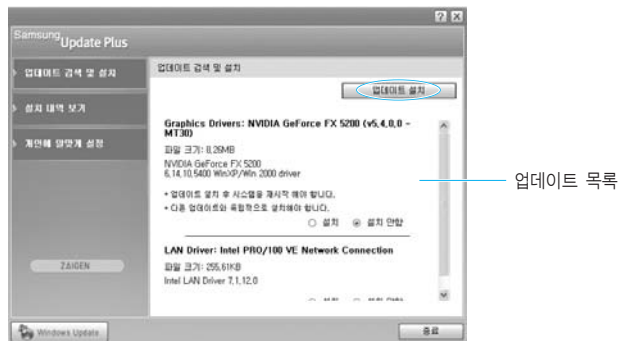 Samsung Update Plus
업데이트 검색 및 설치
설치 내역 보기
개인에 알맞게 설정
ZAIGEN
Windows Update
업데이트 검색 및 설치
업데이트 설치
Graphics Drivers: NVIDIA GeForce FX 5200 (v5,4,0,0 -
MT30)
파일 크기: 8,26MB
NVIDIA GeForce FX 5200
6,14,10,5400 WinXP/Win 2000 driver
• 업데이트 설치 후 시스템을 재시작 해야 합니다.
• 다른 업데이트와 독립적으로 설치해야 합니다.
설치 설치 안함
LAN Driver: Intel PRO/100 VE Network Connection
파일 크기: 255,61KB
Intel LAN Driver 7,1,12,0
종료
업데이트 목록